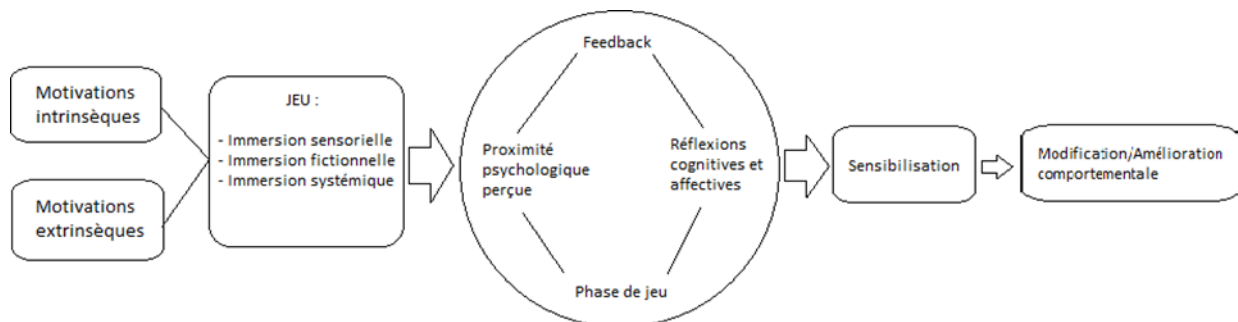 Motivations
intrinsèques
Motivations
extrinsèques
JEU :
- Immersion sensorielle
- Immersion fictionnelle
- Immersion systémique
Feedback
Proximité
psychologique
perçue
Réflexions
cognitives et
affectives
Phase de jeu
Sensibilisation
Modification/Amélioration
comportementale